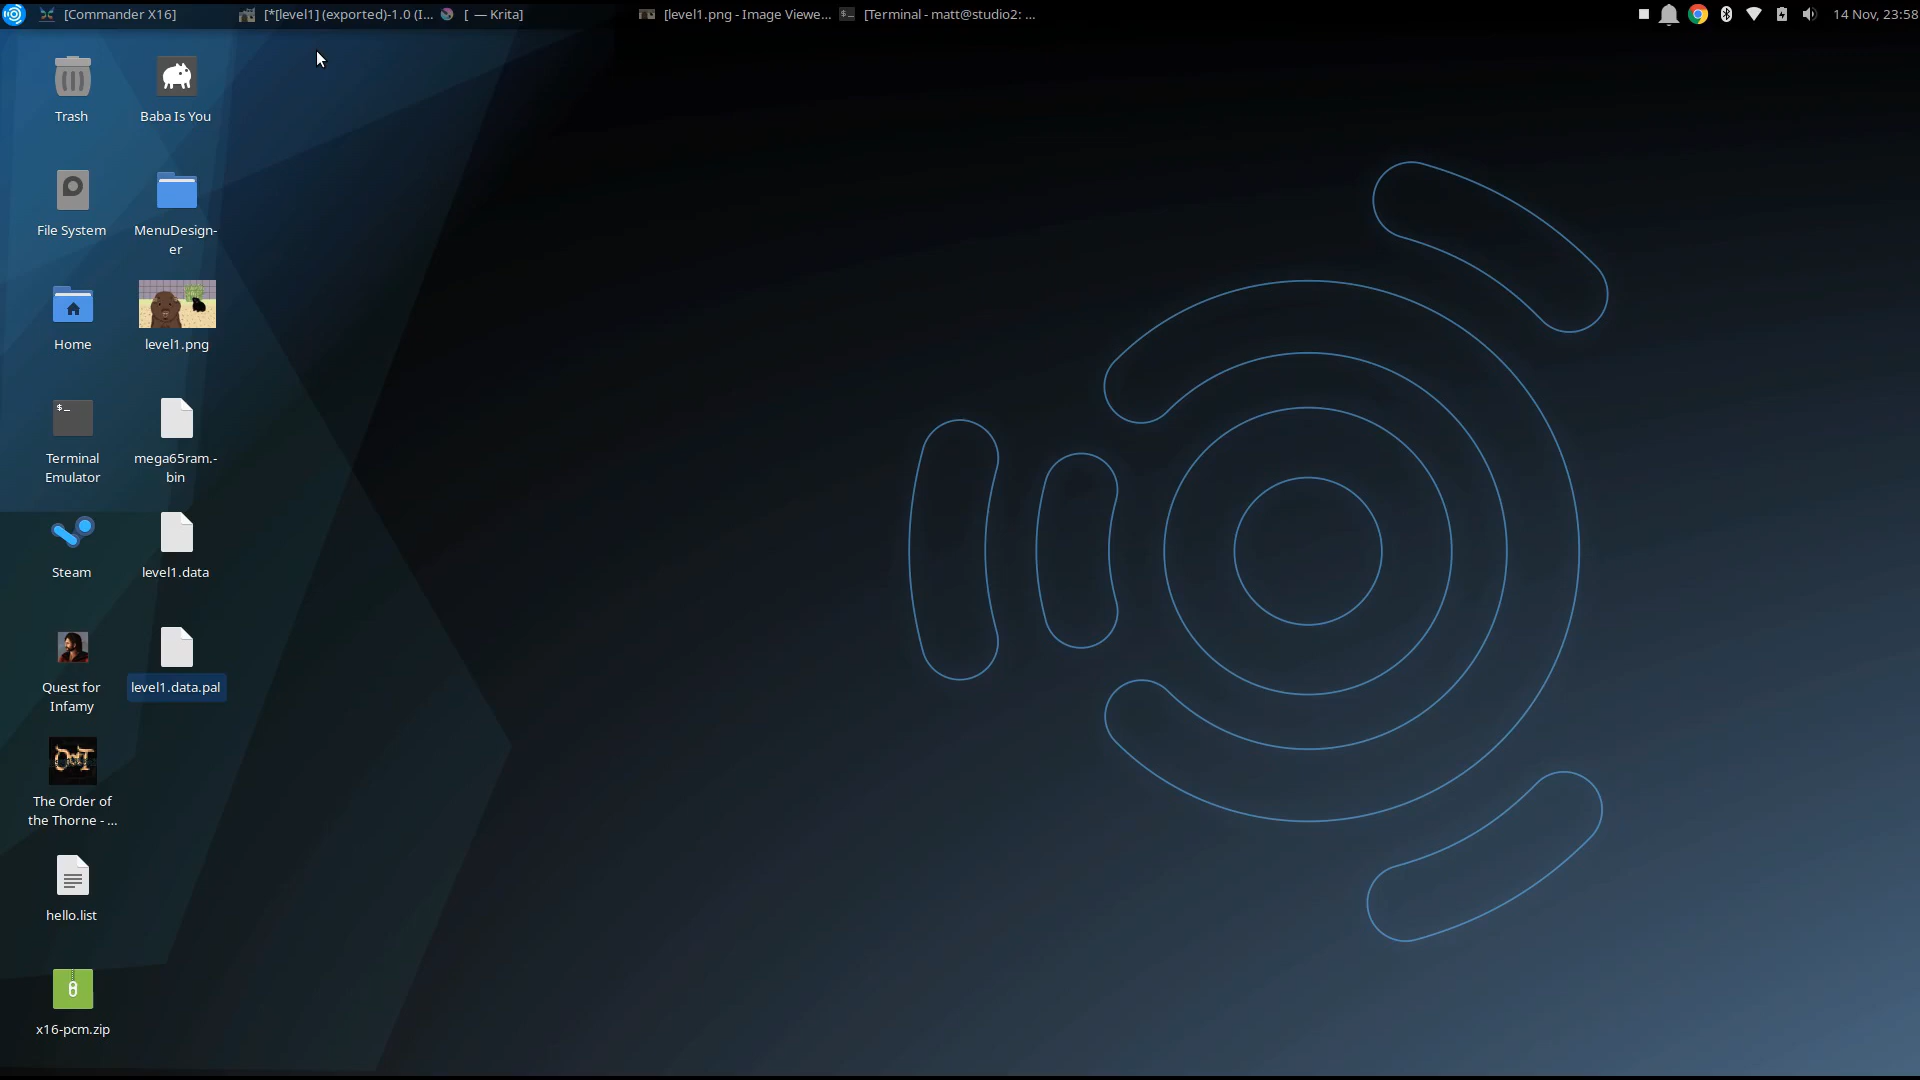 [Commander X16]
[*[level1] (exported)-1.0 (I...
[ — Krita]
[level1.png - Image Viewe...
[Terminal - matt@studio2: ...
14 Nov, 23:58
Trash
Baba Is You
File System
MenuDesign-
er
Home
level1.png
$_
Terminal
Emulator
mega65ram.-
bin
Steam
level1.data
Quest for
Infamy
level1.data.pal
OotT
The Order of
the Thorne - ...
hello.list
x16-pcm.zip